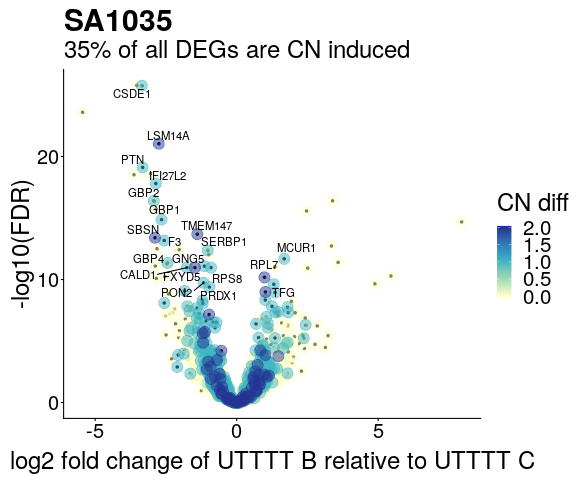 SA1035
35% of all DEGs are CN induced
CSDE1
LSM14A
PTN
IFI27L2
GBP2
GBP1
SBSN
TMEM147
F3
SERBP1
MCUR1
GBP4
GNG5
RPL7
CALD1
FXYD5
RPS8
PON2
PRDX1
TFG
20
10
0
-5
0
5
-log10(FDR)
log2 fold change of UTTTT B relative to UTTTT C
CN diff
2.0
1.5
1.0
0.5
0.0